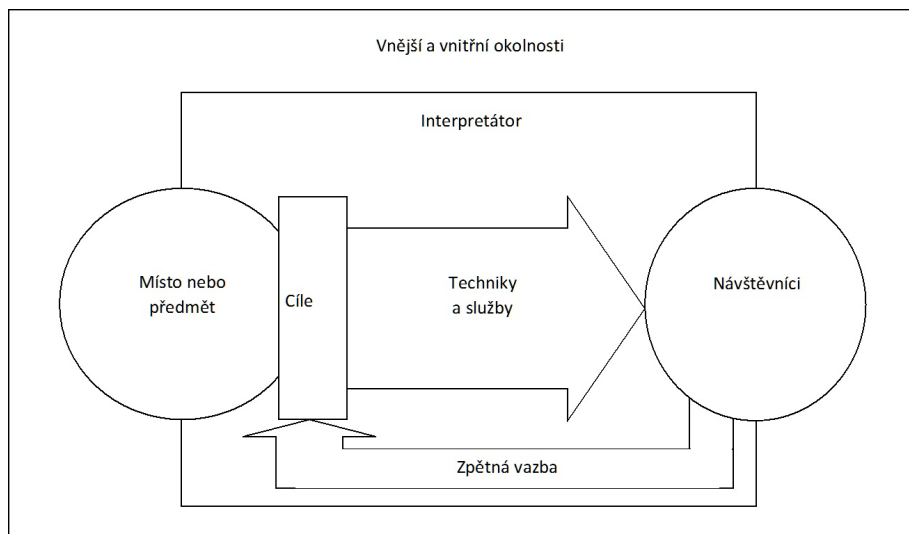 Vnější a vnitřní okolnosti
Interpretátor
Místo nebo
předmět
Cíle
Techniky
a služby
Návštěvníci
Zpětná vazba